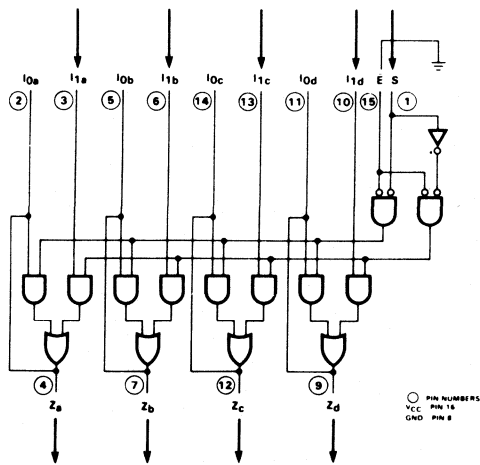 I0a I1a I0b I1b I0c I1c I0d I1d E S
2 3 5 6 14 13 11 10 15 1
4 7 12 9
Za Zb Zc Zd
PIN NUMBERS
VCC PIN 16
GND PIN 8